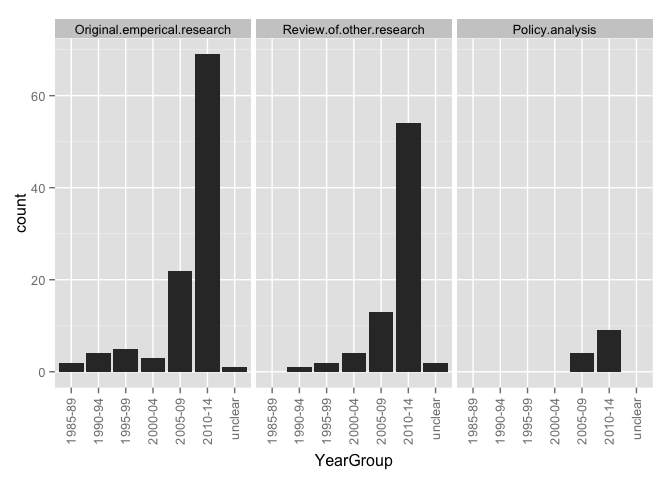 Original.emperical.research Review.of.other.research Policy.analysis
60
40
20
0
count
1985-89 1990-94 1995-99 2000-04 2005-09 2010-14 unclear 1985-89 1990-94 1995-99 2000-04 2005-09 2010-14 unclear 1985-89 1990-94 1995-99 2000-04 2005-09 2010-14 unclear
YearGroup